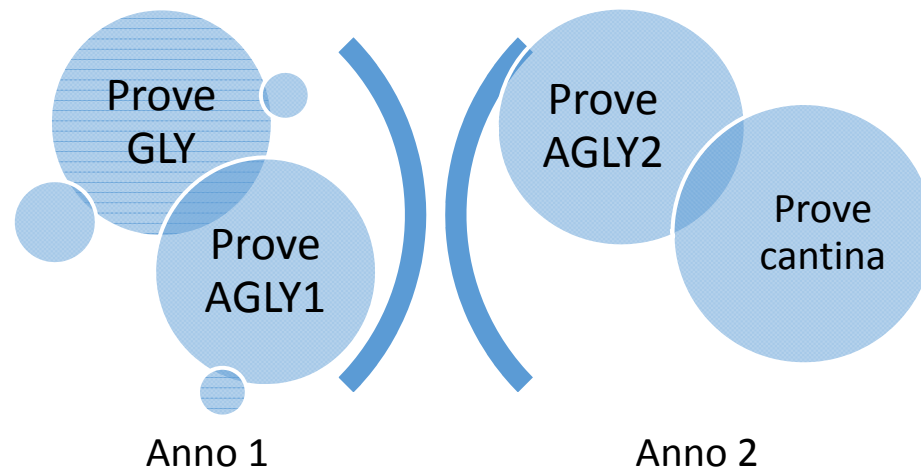 Prove
GLY
Prove
AGLY1
Prove
AGLY2
Prove
cantina
Anno 1
Anno 2